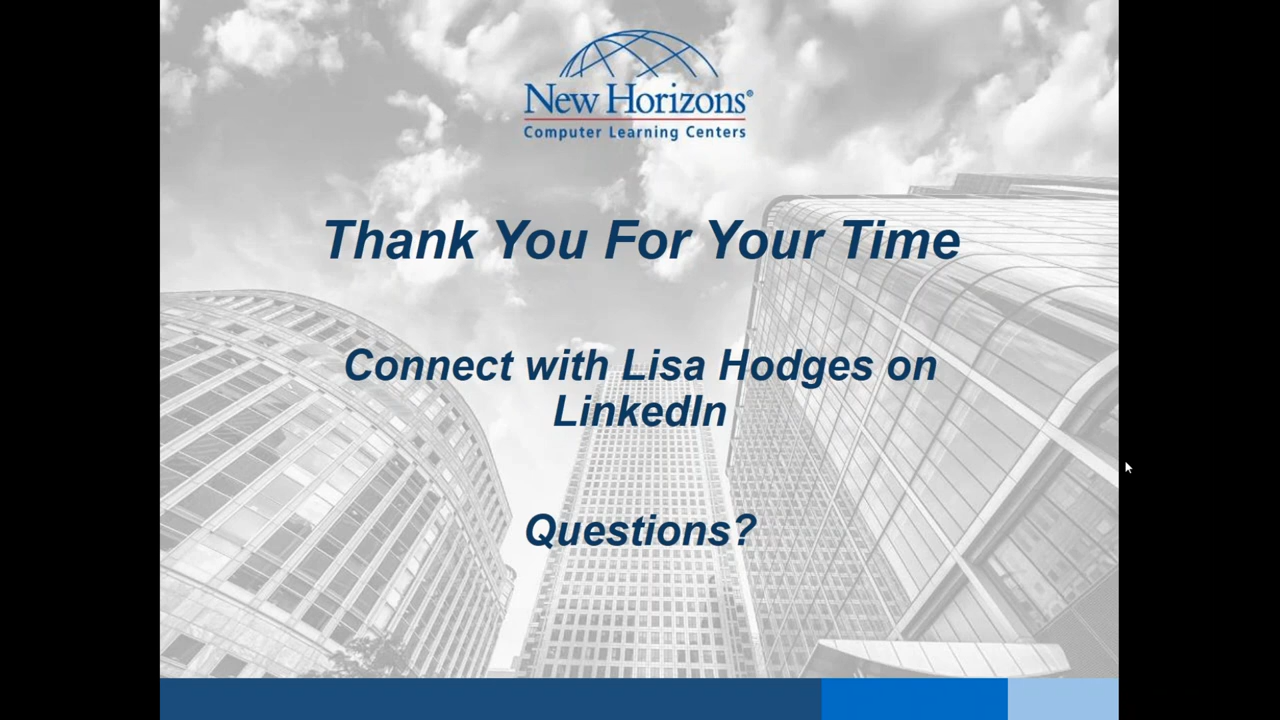 New Horizons®
Computer Learning Centers
Thank You For Your Time
Connect with Lisa Hodges on
LinkedIn
Questions?